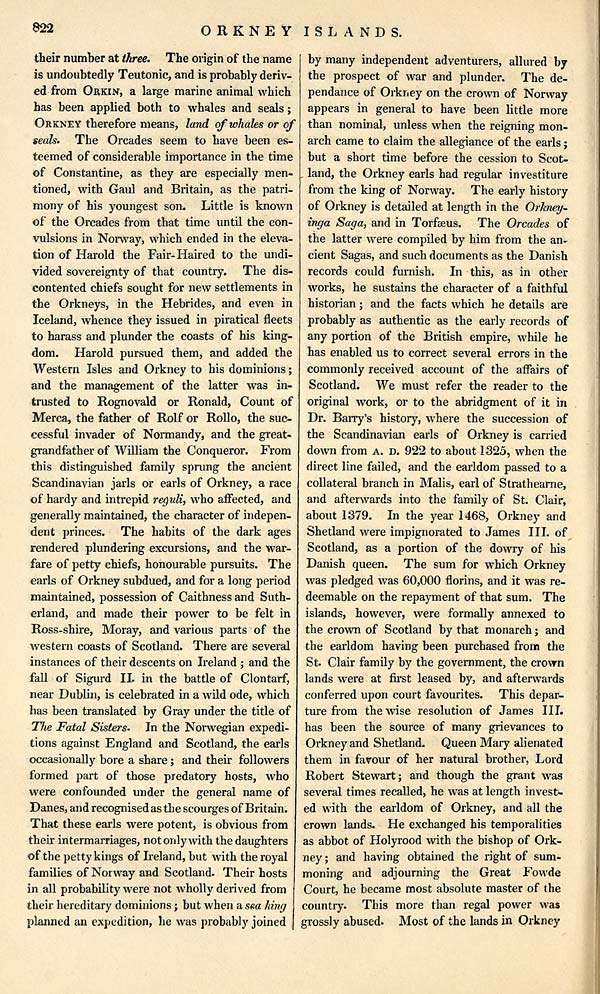 822
ORKNEY ISLANDS.
their number at three. The origin of the name
is undoubtedly Teutonic, and is probably deriv-
ed from ORKIN, a large marine animal which
has been applied both to whales and seals;
ORKNEY therefore means, land of whales or of
seals. The Orcades seem to have been es-
teemed of considerable importance in the time
of Constantine, as they are especially men-
tioned, with Gaul and Britain, as the patri-
mony of his youngest son. Little is known
of the Orcades from that time until the con-
vulsions in Norway, which ended in the eleva-
tion of Harold the Fair-Haired to the undi-
vided sovereignty of that country. The dis-
contented chiefs sought for new settlements in
the Orkneys, in the Hebrides, and even in
Iceland, whence they issued in piratical fleets
to harass and plunder the coasts of his king-
dom. Harold pursued them, and added the
Western Isles and Orkney to his dominions;
and the management of the latter was in-
trusted to Rognovald or Ronald, Count of
Merca, the father of Rolf or Rollo, the suc-
cessful invader of Normandy, and the great-
grandfather of William the Conqueror. From
this distinguished family sprung the ancient
Scandinavian jarls or earls of Orkney, a race
of hardy and intrepid reguli, who affected, and
generally maintained, the character of indepen-
dent princes. The habits of the dark ages
rendered plundering excursions, and the war-
fare of petty chiefs, honourable pursuits. The
earls of Orkney subdued, and for a long period
maintained, possession of Caithness and Suth-
erland, and made their power to be felt in
Ross-shire, Moray, and various parts of the
western coasts of Scotland. There are several
instances of their descents on Ireland; and the
fall of Sigurd II. in the battle of Clontarf,
near Dublin, is celebrated in a wild ode, which
has been translated by Gray under the title of
The Fatal Sisters. In the Norwegian expedi-
tions against England and Scotland, the earls
occasionally bore a share; and their followers
formed part of those predatory hosts, who
were confounded under the general name of
Danes, and recognised as the scourges of Britain.
That these earls were potent, is obvious from
their intermarriages, not only with the daughters
of the petty kings of Ireland, but with the royal
families of Norway and Scotland. Their hosts
in all probability were not wholly derived from
their hereditary dominions; but when a sea king
planned an expedition, he was probably joined
by many independent adventurers, allured by
the prospect of war and plunder. The de-
pendance of Orkney on the crown of Norway
appears in general to have been little more
than nominal, unless when the reigning mon-
arch came to claim the allegiance of the earls;
but a short time before the cession to Scot-
land, the Orkney earls had regular investiture
from the king of Norway. The early history
of Orkney is detailed at length in the Orkney-
inga Saga, and in Torfæus. The Orcades of
the latter were compiled by him from the an-
cient Sagas, and such documents as the Danish
records could furnish. In this, as in other
works, he sustains the character of a faithful
historian; and the facts which he details are
probably as authentic as the early records of
any portion of the British empire, while he
has enabled us to correct several errors in the
commonly received account of the affairs of
Scotland. We must refer the reader to the
original work, or to the abridgment of it in
Dr. Barry's history, where the succession of
the Scandinavian earls of Orkney is carried
down from A. D. 922 to about 1325, when the
direct line failed, and the earldom passed to a
collateral branch in Malis, earl of Strathearne,
and afterwards into the family of St. Clair,
about 1379. In the year 1468, Orkney and
Shetland were impignorated to James III. of
Scotland, as a portion of the dowry of his
Danish queen. The sum for which Orkney
was pledged was 60,000 florins, and it was re-
deemable on the repayment of that sum. The
islands, however, were formally annexed to
the crown of Scotland by that monarch; and
the earldom having been purchased from the
St. Clair family by the government, the crown
lands were at first leased by, and afterwards
conferred upon court favourites. This depar-
ture from the wise resolution of James III.
has been the source of many grievances to
Orkney and Shetland. Queen Mary alienated
them in favour of her natural brother, Lord
Robert Stewart; and though the grant was
several times recalled, he was at length invest-
ed with the earldom of Orkney, and all the
crown lands. He exchanged his temporalities
as abbot of Holyrood with the bishop of Ork-
ney; and having obtained the right of sum-
moning and adjourning the Great Fowde
Court, he became most absolute master of the
country. This more than regal power was
grossly abused. Most of the lands in Orkney